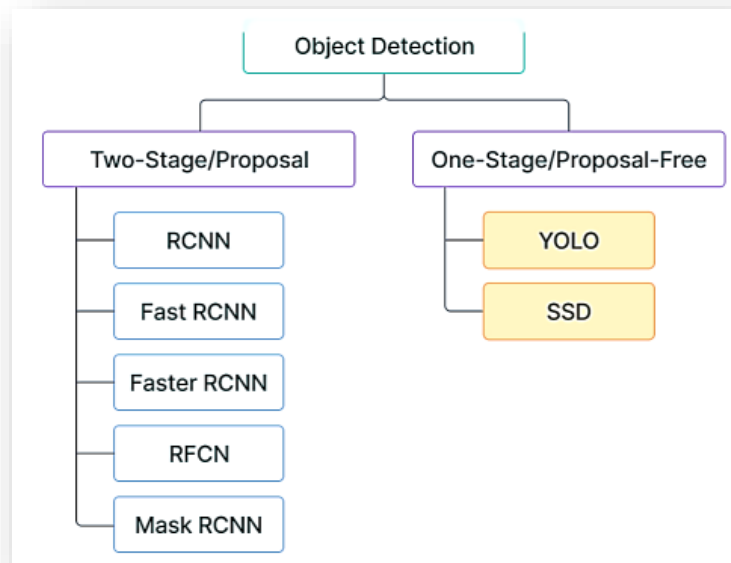 Object Detection
Two-Stage/Proposal
One-Stage/Proposal-Free
RCNN
YOLO
Fast RCNN
SSD
Faster RCNN
RFCN
Mask RCNN